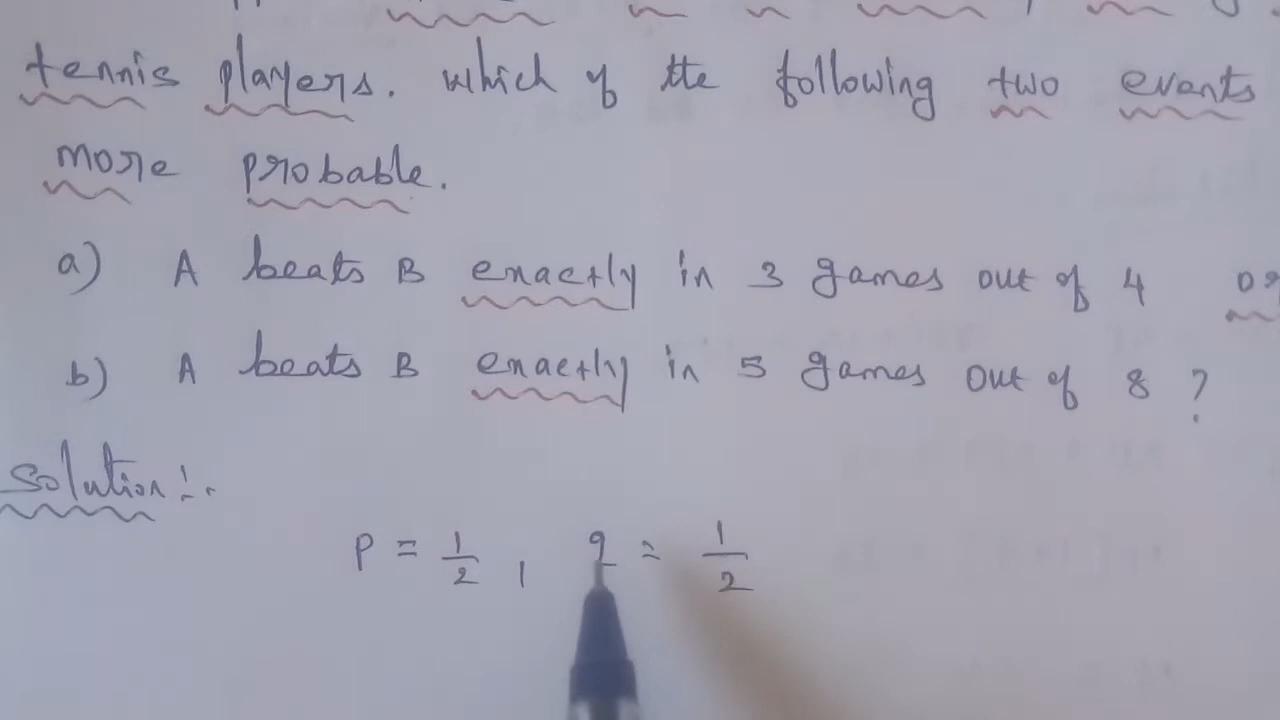 tennis players. which of the following two events
more probable.
a) A beats B exactly in 3 games out of 4 or
b) A beats B exactly in 5 games out of 8 ?
Solution:-
P = 1/2 , q = 1/2